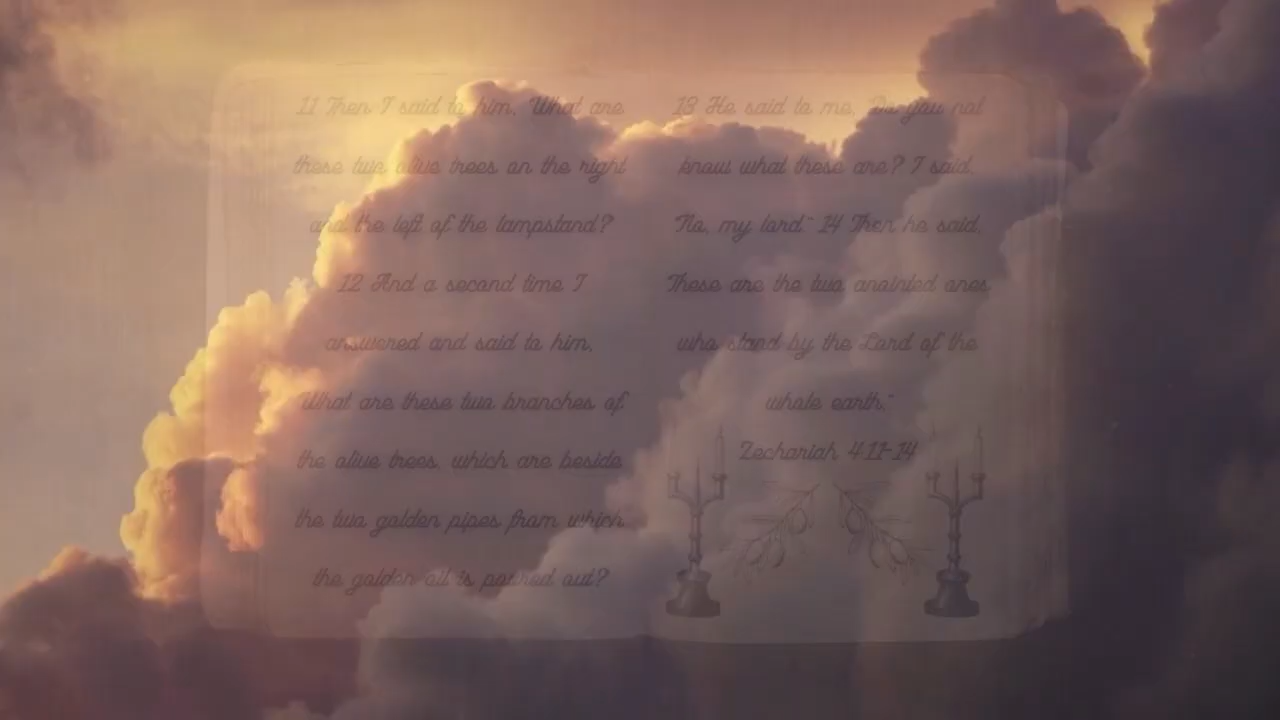 11 Then I said to him, "What are
these two olive trees on the right
and the left of the lampstand?"
12 And a second time I
answered and said to him,
"What are these two branches of
the olive trees, which are beside
the two golden pipes from which
the golden oil is poured out?"
13 He said to me, "Do you not
know what these are? I said,
"No, my lord." 14 Then he said,
"These are the two anointed ones
who stand by the Lord of the
whole earth."
Zechariah 4:11-14